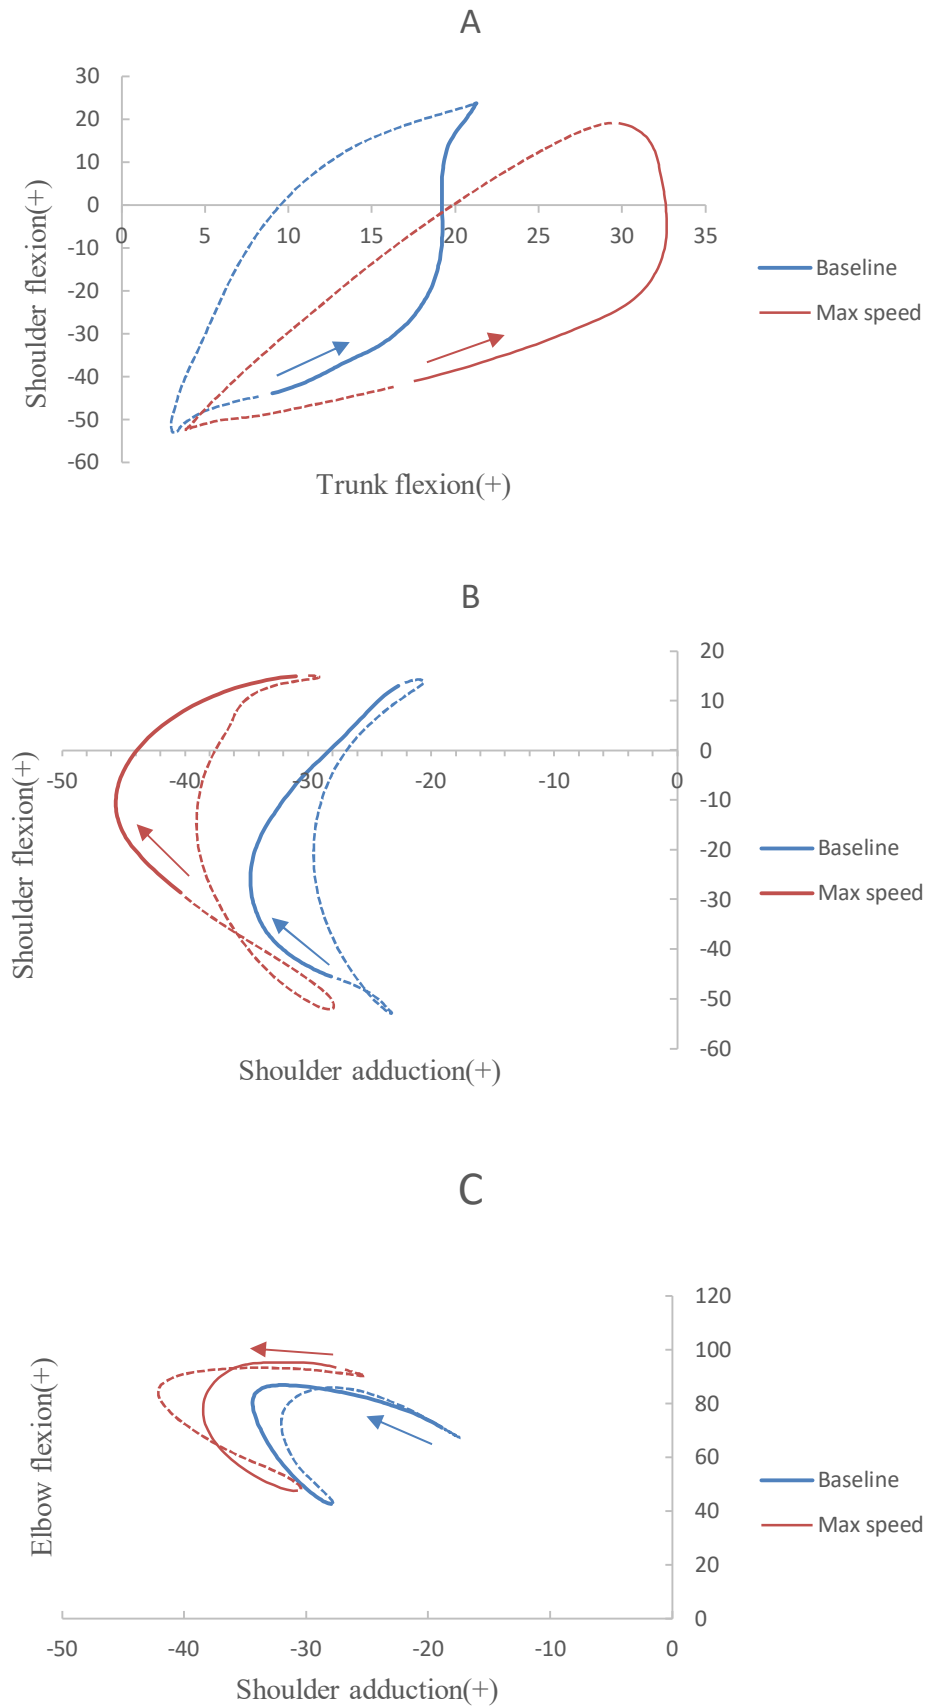 A
30
20
10
0
-10
-20
-30
-40
-50
-60
0 5 10 15 20 25 30 35
Shoulder flexion(+)
Trunk flexion(+)
Baseline
Max speed
B
20
10
0
-10
-20
-30
-40
-50
-60
-50 -40 -30 -20 -10 0
Shoulder flexion(+)
Shoulder adduction(+)
Baseline
Max speed
C
120
100
80
60
40
20
0
-50 -40 -30 -20 -10 0
Elbow flexion(+)
Shoulder adduction(+)
Baseline
Max speed